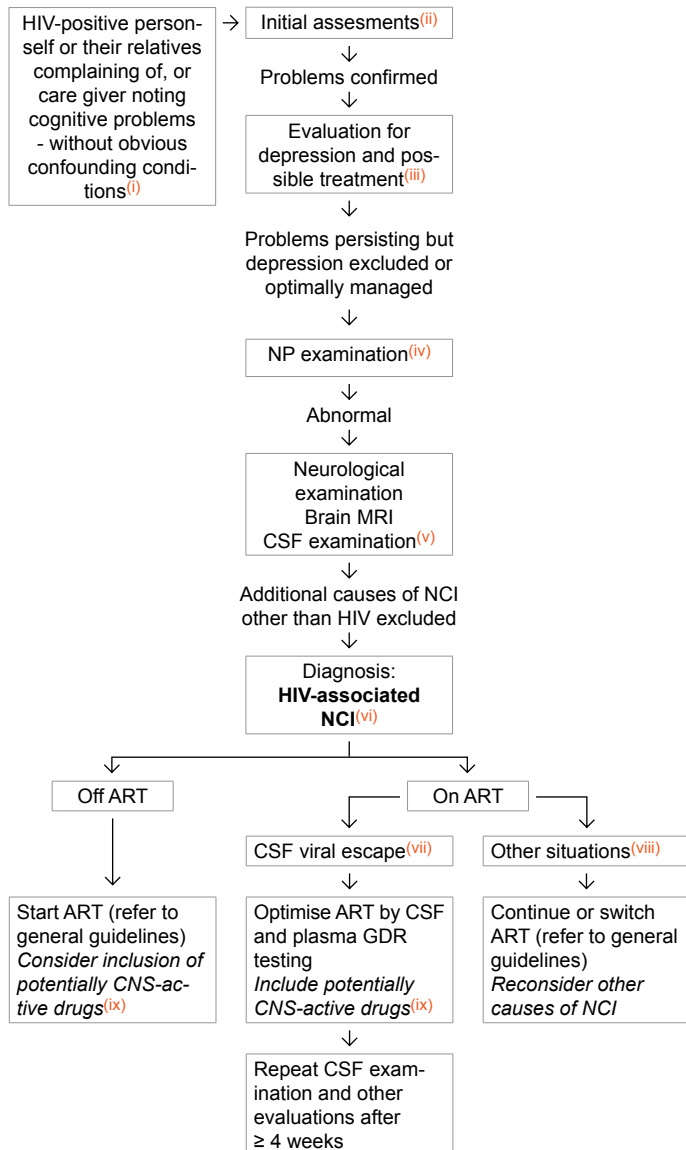 HIV-positive person-
self or their relatives
complaining of, or
care giver noting
cognitive problems
- without obvious
confounding condi-
tions(i)
Initial assesments(ii)
Problems confirmed
Evaluation for
depression and pos-
sible treatment(iii)
Problems persisting but
depression excluded or
optimally managed
NP examination(iv)
Abnormal
Neurological
examination
Brain MRI
CSF examination(v)
Additional causes of NCI
other than HIV excluded
Diagnosis:
HIV-associated
NCI(vi)
Off ART
On ART
CSF viral escape(vii)
Other situations(viii)
Start ART (refer to
general guidelines)
Consider inclusion of
potentially CNS-ac-
tive drugs(ix)
Optimise ART by CSF
and plasma GDR
testing
Include potentially
CNS-active drugs(ix)
Continue or switch
ART (refer to general
guidelines)
Reconsider other
causes of NCI
Repeat CSF exam-
ination and other
evaluations after
≥ 4 weeks